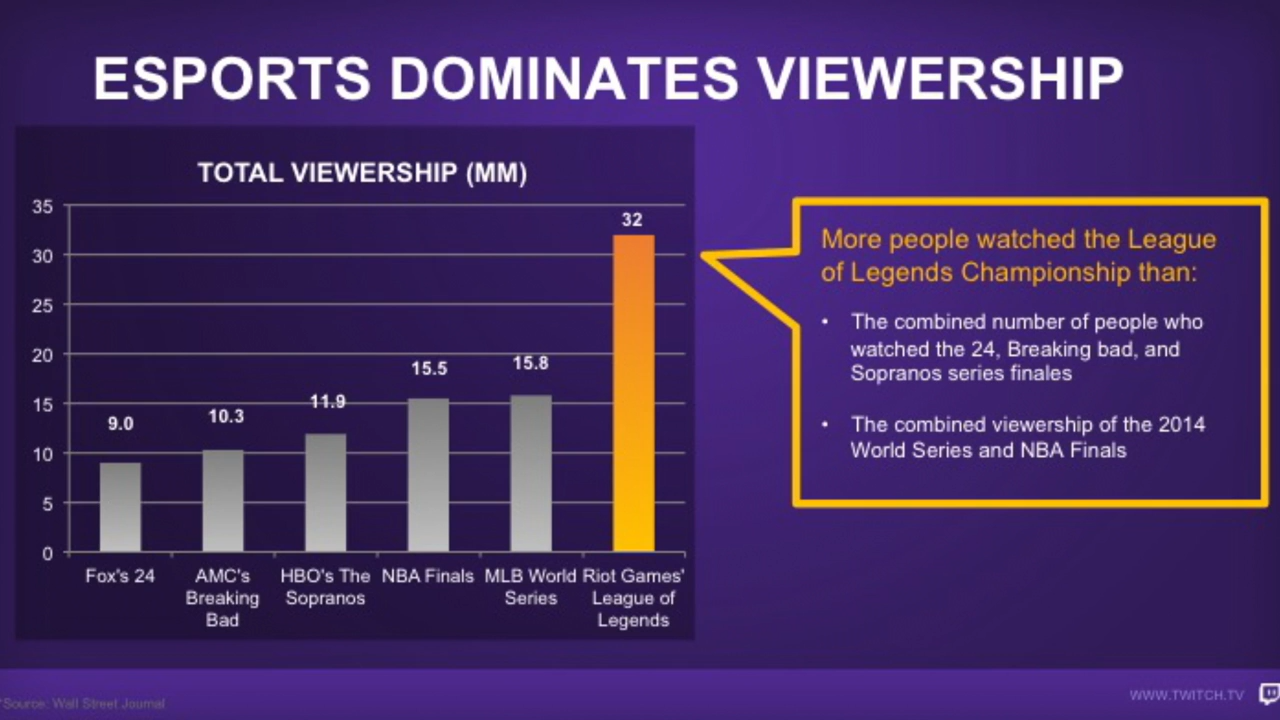 ESPORTS DOMINATES VIEWERSHIP
TOTAL VIEWERSHIP (MM)
35
30
25
20
15
10
5
0
9.0
10.3
11.9
15.5
15.8
32
Fox's 24
AMC's
Breaking
Bad
HBO's The
Sopranos
NBA Finals
MLB World
Series
Riot Games'
League of
Legends
More people watched the League
of Legends Championship than:
• The combined number of people who
watched the 24, Breaking bad, and
Sopranos series finales
• The combined viewership of the 2014
World Series and NBA Finals
*Source: Wall Street Journal
WWW.TWITCH.TV